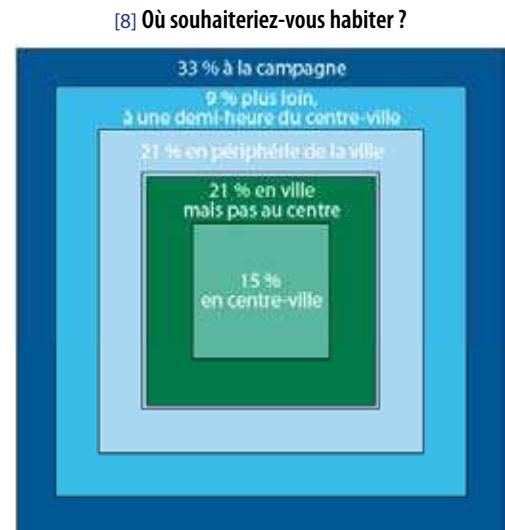 [8] Où souhaiteriez-vous habiter ?
33 % à la campagne
9 % plus loin,
à une demi-heure du centre-ville
21 % en périphérie de la ville
21 % en ville
mais pas au centre
15 %
en centre-ville